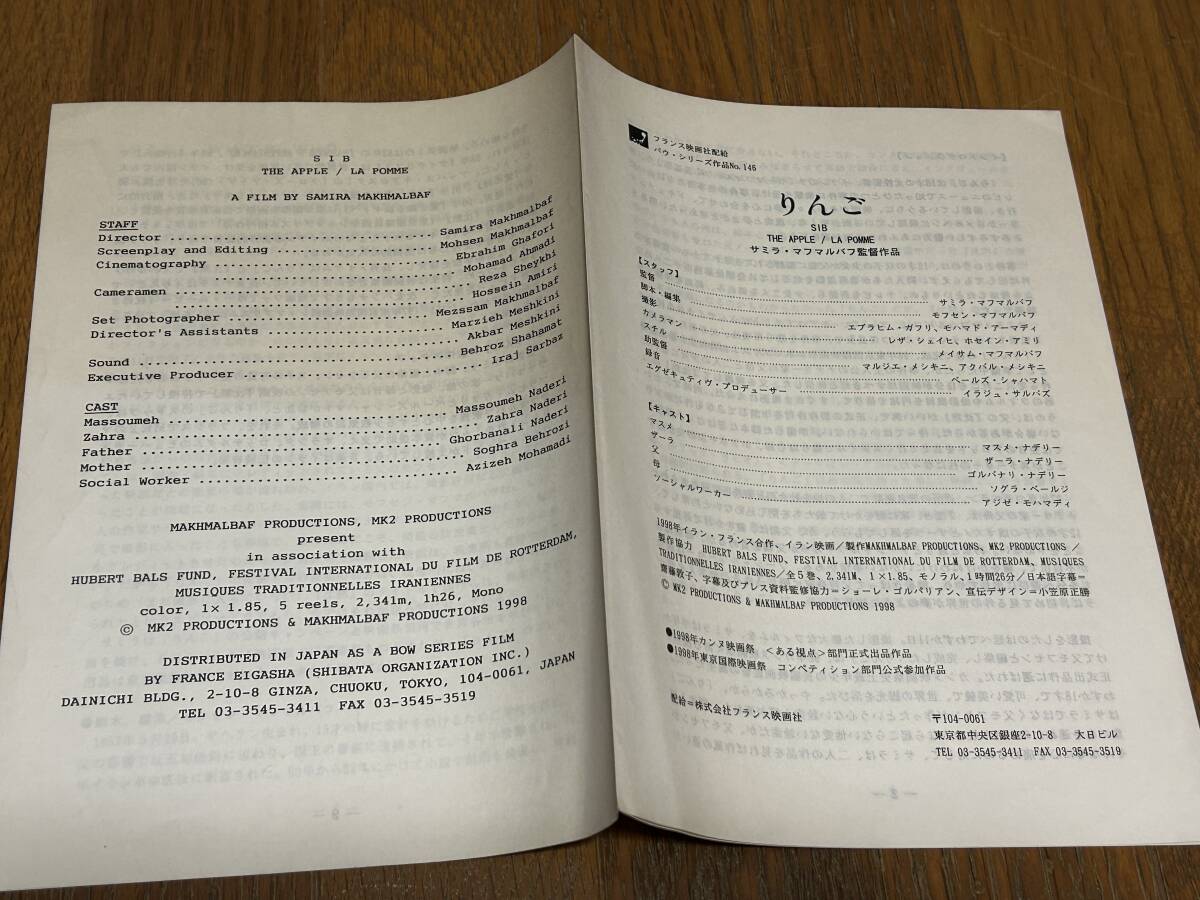 S I B
THE APPLE / LA POMME
A FILM BY SAMIRA MAKHMALBAF
STAFF
Director ........ Samira Makhmalbaf
Screenplay and Editing ........ Mohsen Makhmalbaf
Cinematography ........ Ebrahim Ghafori
Mohamad Ahmadi
Cameramen ........ Reza Sheykhi
Hossein Amiri
Set Photographer ........ Mezssam Makhmalbaf
Director's Assistants ........ Marzieh Meshkini
Akbar Meshkini
Sound ........ Behroz Shahamat
Executive Producer ........ Iraj Sarbaz
CAST
Massoumeh ........ Massoumeh Naderi
Zahra ........ Zahra Naderi
Father ........ Ghorbanali Naderi
Mother ........ Soghra Behrozi
Social Worker ........ Azizeh Mohamadi
MAKHMALBAF PRODUCTIONS, MK2 PRODUCTIONS
present
in association with
HUBERT BALS FUND, FESTIVAL INTERNATIONAL DU FILM DE ROTTERDAM,
MUSIQUES TRADITIONNELLES IRANIENNES
color, 1× 1.85, 5 reels, 2,341m, 1h26, Mono
© MK2 PRODUCTIONS & MAKHMALBAF PRODUCTIONS 1998
DISTRIBUTED IN JAPAN AS A BOW SERIES FILM
BY FRANCE EIGASHA (SHIBATA ORGANIZATION INC.)
DAINICHI BLDG., 2-10-8 GINZA, CHUOKU, TOKYO, 104-0061, JAPAN
TEL 03-3545-3411 FAX 03-3545-3519
フランス映画社配給
バウ・シリーズ作品No.146
りんご
SIB
THE APPLE / LA POMME
サミラ・マフマルバフ監督作品
【スタッフ】
監督 ........ サミラ・マフマルバフ
脚本・編集 ........ モフセン・マフマルバフ
撮影 ........ エブラヒム・ガフリ、モハマド・アーマディ
カメラマン ........ レザ・シェイヒ、ホセイン・アミリ
スチル ........ メイサム・マフマルバフ
助監督 ........ マルジエ・メシキニ、アクバル・メシキニ
録音 ........ ベールズ・シャハマト
エグゼキュティヴ・プロデューサー ........ イラジュ・サルバズ
【キャスト】
マスメ ........ マスメ・ナデリー
ザーラ ........ ザーラ・ナデリー
父 ........ ゴルバナリ・ナデリー
母 ........ ソグラ・ベールジ
ソーシャルワーカー ........ アジゼ・モハマディ
1998年イラン・フランス合作、イラン映画／製作MAKHMALBAF PRODUCTIONS、MK2 PRODUCTIONS／
製作協力 HUBERT BALS FUND、FESTIVAL INTERNATIONAL DU FILM DE ROTTERDAM、MUSIQUES
TRADITIONNELLES IRANIENNES／全5巻、2,341M、1×1.85、モノラル、1時間26分／日本語字幕＝
齋藤敦子、字幕及びプレス資料監修協力＝ショーレ・ゴルパリアン、宣伝デザイン＝小笠原正勝
© MK2 PRODUCTIONS & MAKHMALBAF PRODUCTIONS 1998
●1998年カンヌ映画祭 ＜ある視点＞部門正式出品作品
●1998年東京国際映画祭 コンペティション部門公式参加作品
配給＝株式会社フランス映画社
〒104-0061
東京都中央区銀座2-10-8 大日ビル
TEL 03-3545-3411 FAX 03-3545-3519